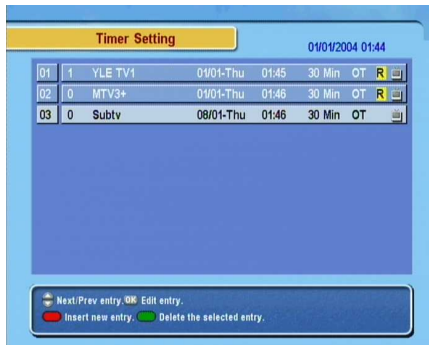 Timer Setting
01/01/2004 01:44
01 1 YLE TV1 01/01-Thu 01:45 30 Min OT R
02 0 MTV3+ 01/01-Thu 01:46 30 Min OT R
03 0 Subtv 08/01-Thu 01:46 30 Min OT
Next/Prev entry. OK Edit entry.
Insert new entry. Delete the selected entry.